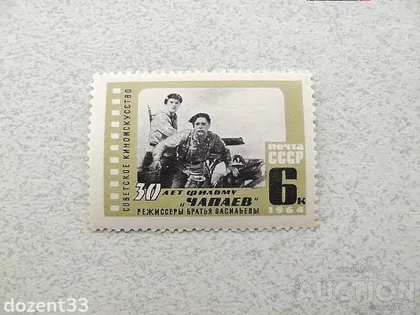 СОВЕТСКОЕ КИНОИСКУССТВО
ПОЧТА
СССР
6К
1964
30 ЛЕТ ФИЛЬМУ
"ЧАПАЕВ"
РЕЖИССЕРЫ БРАТЬЯ ВАСИЛЬЕВЫ
dozent33
AUCTION